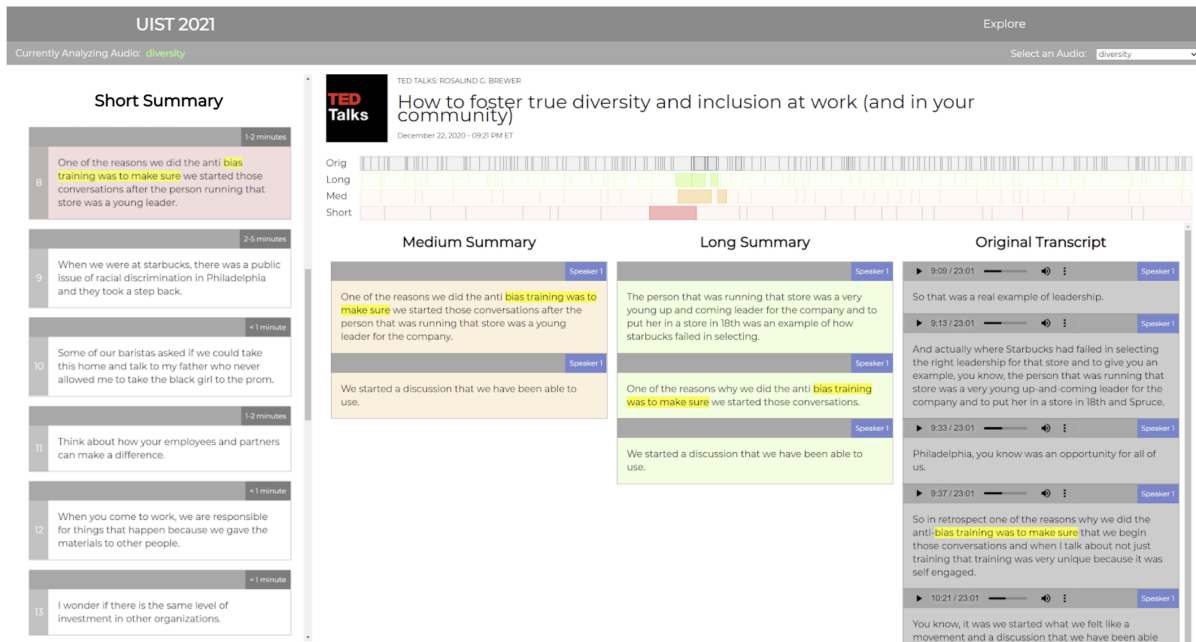 UIST 2021
Explore
Currently Analyzing Audio: diversity
Select an Audio: diversity
Short Summary
1-2 minutes
8
One of the reasons we did the anti bias
training was to make sure we started those
conversations after the person running that
store was a young leader.
2-5 minutes
9
When we were at starbucks, there was a public
issue of racial discrimination in Philadelphia
and they took a step back.
< 1 minute
10
Some of our baristas asked if we could take
this home and talk to my father who never
allowed me to take the black girl to the prom.
1-2 minutes
11
Think about how your employees and partners
can make a difference.
< 1 minute
12
When you come to work, we are responsible
for things that happen because we gave the
materials to other people.
< 1 minute
13
I wonder if there is the same level of
investment in other organizations.
TED
Talks
TED TALKS: ROSALIND G. BREWER
How to foster true diversity and inclusion at work (and in your
community)
December 22, 2020 - 09:21 PM ET
Orig
Long
Med
Short
Medium Summary
Speaker 1
One of the reasons we did the anti bias training was to
make sure we started those conversations after the
person that was running that store was a young
leader for the company.
Speaker 1
We started a discussion that we have been able to
use.
Long Summary
Speaker 1
The person that was running that store was a very
young up and coming leader for the company and to
put her in a store in 18th was an example of how
starbucks failed in selecting.
Speaker 1
One of the reasons why we did the anti bias training
was to make sure we started those conversations.
Speaker 1
We started a discussion that we have been able to
use.
Original Transcript
9:09 / 23:01
Speaker 1
So that was a real example of leadership.
9:13 / 23:01
Speaker 1
And actually where Starbucks had failed in selecting
the right leadership for that store and to give you an
example, you know, the person that was running that
store was a very young up-and-coming leader for the
company and to put her in a store in 18th and Spruce.
9:33 / 23:01
Speaker 1
Philadelphia, you know was an opportunity for all of
us.
9:37 / 23:01
Speaker 1
So in retrospect one of the reasons why we did the
anti-bias training was to make sure that we begin
those conversations and when I talk about not just
training that training was very unique because it was
self engaged.
10:21 / 23:01
Speaker 1
You know, it was we started what we felt like a
movement and a discussion that we have been able